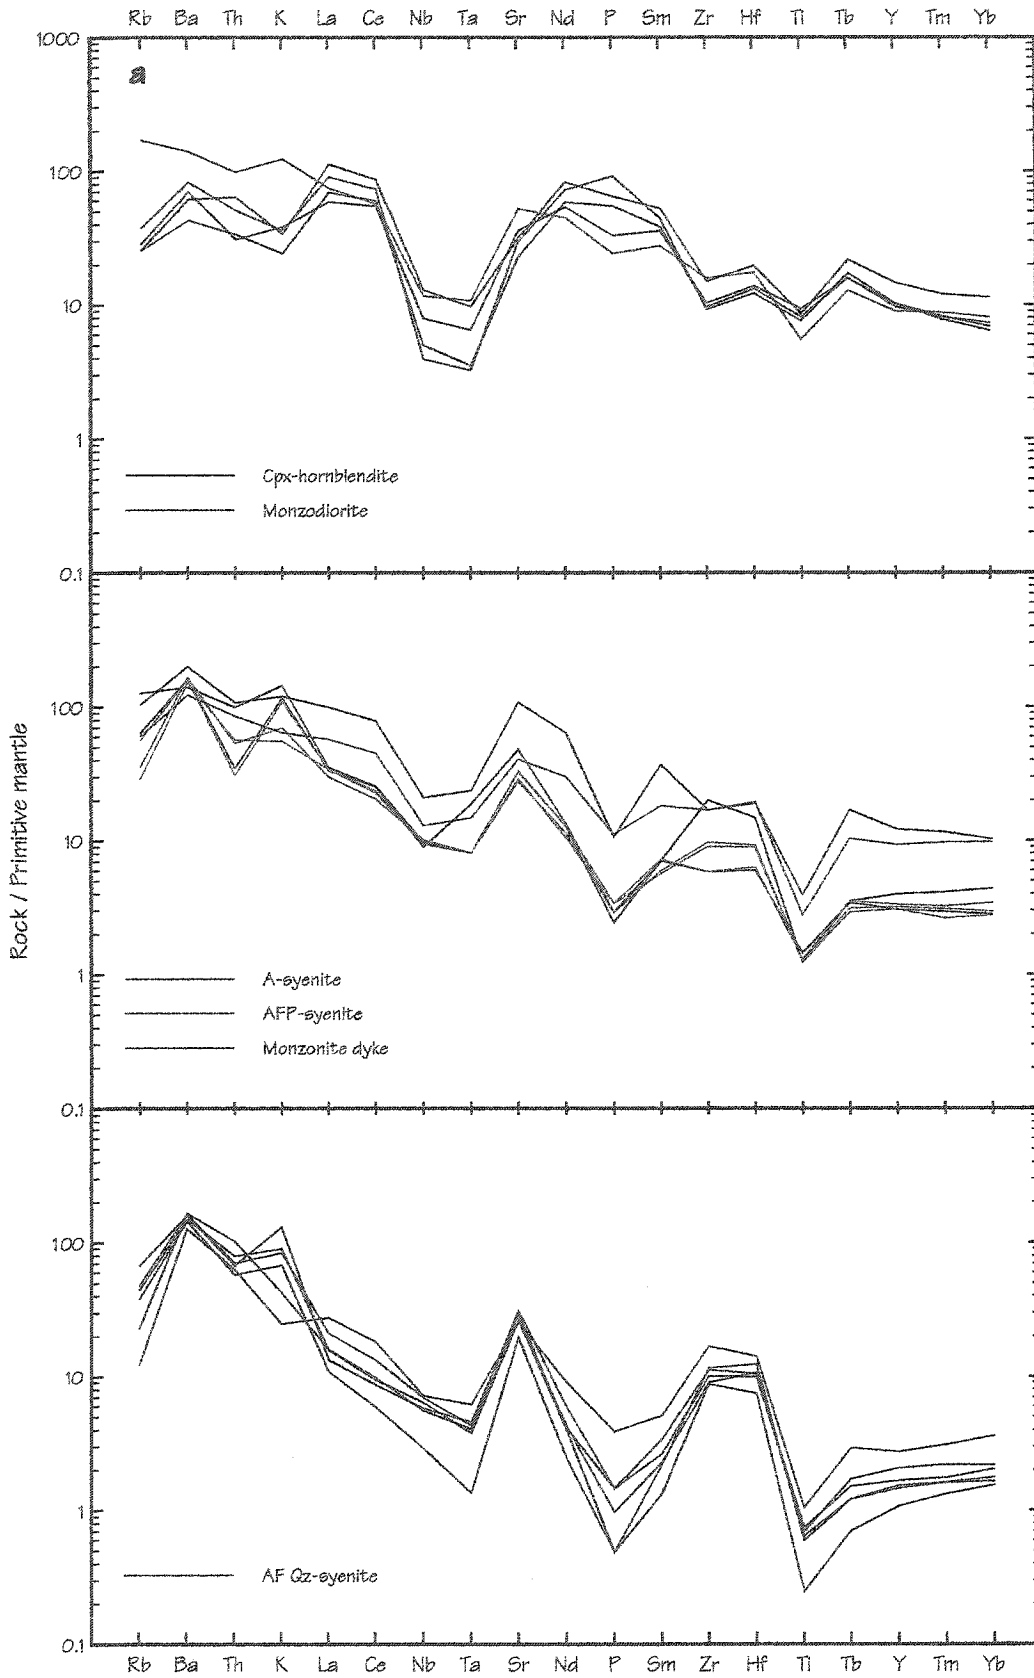 Rb Ba Th K La Ce Nb Ta Sr Nd P Sm Zr Hf Ti Tb Y Tm Yb
1000
a
100
10
1
Cpx-hornblendite
Monzodiorite
0.1
100
10
Rock / Primitive mantle
1
A-syenite
AFP-syenite
Monzonite dyke
0.1
100
10
1
AF Qz-syenite
0.1
Rb Ba Th K La Ce Nb Ta Sr Nd P Sm Zr Hf Ti Tb Y Tm Yb